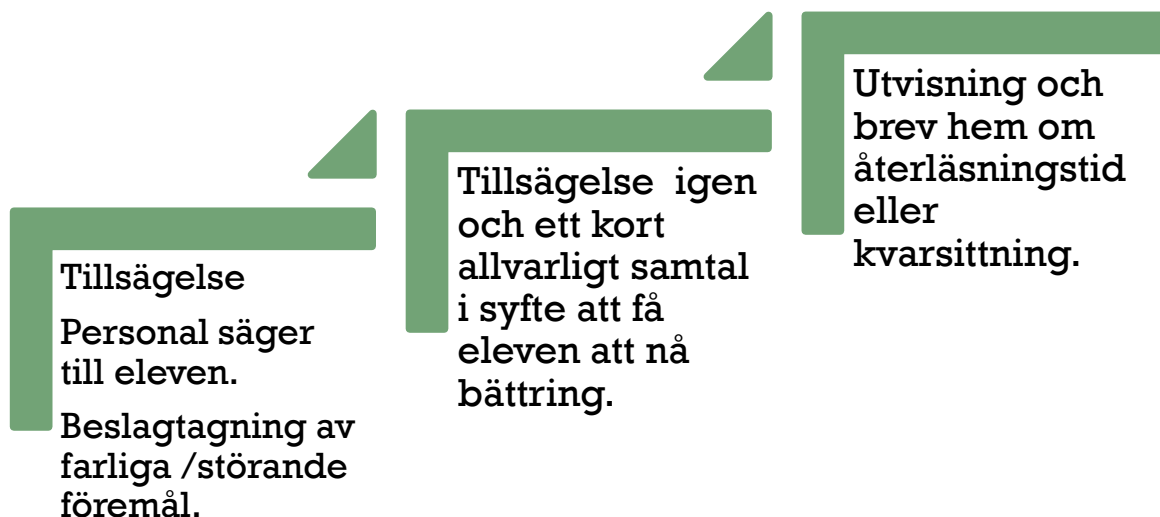 Tillsägelse
Personal säger
till eleven.
Beslagtagning av
farliga /störande
föremål.
Tillsägelse  igen
och ett kort
allvarligt samtal
i syfte att få
eleven att nå
bättring.
Utvisning och
brev hem om
återläsningstid
eller
kvarsittning.